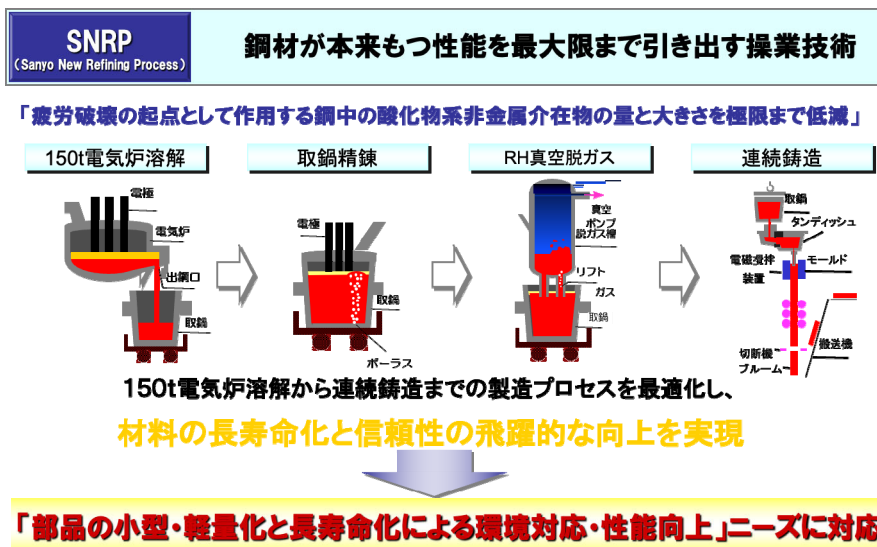 SNRP
(Sanyo New Refining Process)
鋼材が本来もつ性能を最大限まで引き出す操業技術
「疲労破壊の起点として作用する鋼中の酸化物系非金属介在物の量と大きさを極限まで低減」
150t電気炉溶解
取鍋精錬
RH真空脱ガス
連続鋳造
電極
電気炉
出鋼口
取鍋
電極
取鍋
ポーラス
真空
ポンプ
脱ガス槽
リフト
ガス
取鍋
取鍋
タンディッシュ
電磁撹拌
装置
モールド
搬送機
切断機
ブルーム
150t電気炉溶解から連続鋳造までの製造プロセスを最適化し、
材料の長寿命化と信頼性の飛躍的な向上を実現
「部品の小型・軽量化と長寿命化による環境対応・性能向上」ニーズに対応